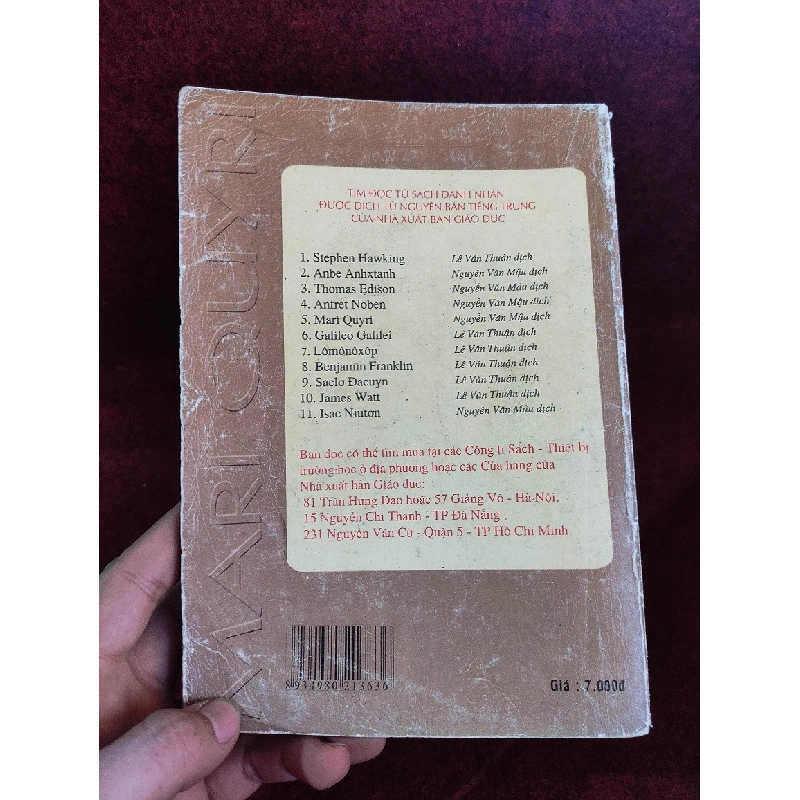 MARI QUYRI
TÌM ĐỌC TỦ SÁCH DANH NHÂN
ĐƯỢC DỊCH TỪ NGUYÊN BẢN TIẾNG TRUNG
CỦA NHÀ XUẤT BẢN GIÁO DỤC
1. Stephen Hawking Lê Văn Thuận dịch
2. Anbe Anhxtanh Nguyễn Văn Mậu dịch
3. Thomas Edison Nguyễn Văn Mậu dịch
4. Anfret Noben Nguyễn Văn Mậu dịch
5. Mari Quyri Nguyễn Văn Mậu dịch
6. Galileo Galilei Lê Văn Thuận dịch
7. Lômônôxôp Lê Văn Thuận dịch
8. Benjamin Franklin Lê Văn Thuận dịch
9. Saclơ Đacuyn Lê Văn Thuận dịch
10. James Watt Lê Văn Thuận dịch
11. Isac Niutơn Nguyễn Văn Mậu dịch
Bạn đọc có thể tìm mua tại các Công ti Sách - Thiết bị
trường học ở địa phương hoặc các Cửa hàng của
Nhà xuất bản Giáo dục:
81 Trần Hưng Đạo hoặc 57 Giảng Võ - Hà Nội,
15 Nguyễn Chí Thanh - TP Đà Nẵng,
231 Nguyễn Văn Cừ - Quận 5 - TP Hồ Chí Minh.
8934980213636
Giá : 7.000đ